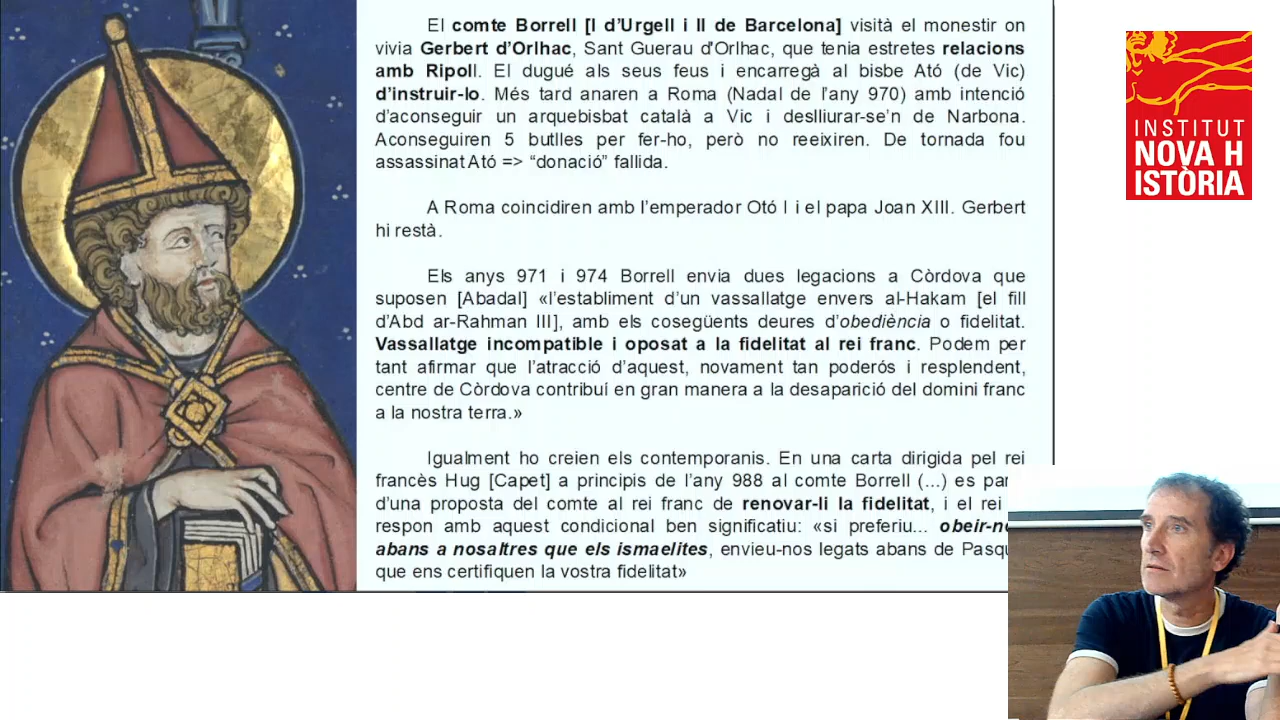 El comte Borrell [I d'Urgell i II de Barcelona] visità el monestir on
vivia Gerbert d'Orlhac, Sant Guerau d'Orlhac, que tenia estretes relacions
amb Ripoll. El dugué als seus feus i encarregà al bisbe Ató (de Vic)
d'instruir-lo. Més tard anaren a Roma (Nadal de l'any 970) amb intenció
d'aconseguir un arquebisbat català a Vic i deslliurar-se'n de Narbona.
Aconseguiren 5 butlles per fer-ho, però no reeixiren. De tornada fou
assassinat Ató => “donació” fallida.
A Roma coincidiren amb l'emperador Otó I i el papa Joan XIII. Gerbert
hi restà.
Els anys 971 i 974 Borrell envia dues legacions a Còrdova que
suposen [Abadal] «l'establiment d'un vassallatge envers al-Hakam [el fill
d'Abd ar-Rahman III], amb els cosegüents deures d'obediència o fidelitat.
Vassallatge incompatible i oposat a la fidelitat al rei franc. Podem per
tant afirmar que l'atracció d'aquest, novament tan poderós i resplendent,
centre de Còrdova contribuí en gran manera a la desaparició del domini franc
a la nostra terra.»
Igualment ho creien els contemporanis. En una carta dirigida pel rei
francès Hug [Capet] a principis de l'any 988 al comte Borrell (...) es par
d'una proposta del comte al rei franc de renovar-li la fidelitat, i el rei
respon amb aquest condicional ben significatiu: «si preferiu... obeir-no
abans a nosaltres que els ismaelites, envieu-nos legats abans de Pasqu
que ens certifiquen la vostra fidelitat»
INSTITUT
NOVA H
ISTÒRIA